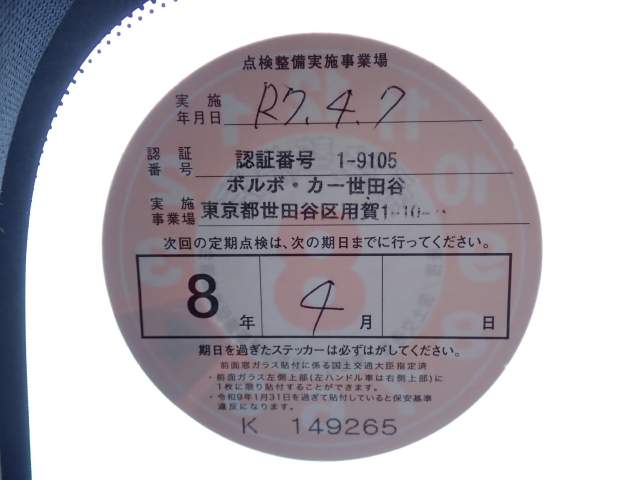 点検整備実施事業場
実施年月日 R7.4.7
認証番号 認証番号 1-9105
ボルボ・カー世田谷
実施事業場 東京都世田谷区用賀1-10-
次回の定期点検は、次の期日までに行ってください。
8年 4月 日
期日を過ぎたステッカーは必ずはがしてください。
前面窓ガラス貼付に係る国土交通大臣指定済
・前面ガラス左側上部(左ハンドル車は右側上部)に
1枚に限り貼付することができます。
・令和9年1月31日を過ぎて貼付していると保安基準
違反になります。
K 149265